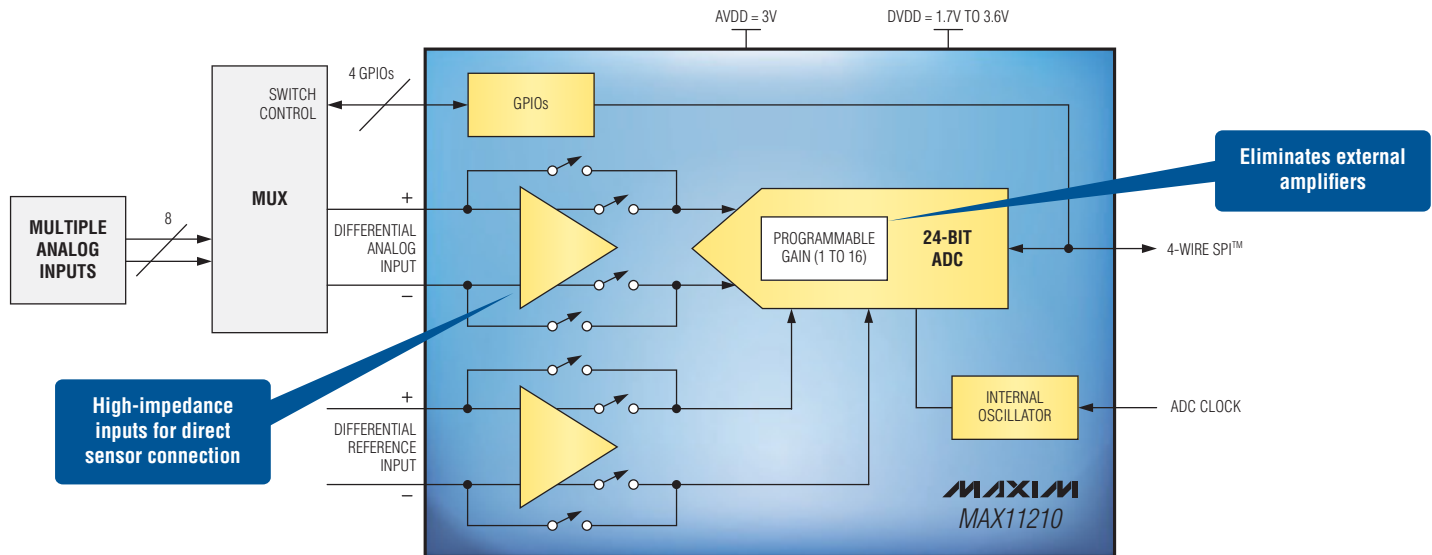 AVDD = 3V
DVDD = 1.7V TO 3.6V
4 GPIOs
SWITCH
CONTROL
GPIOs
MUX
Eliminates external
amplifiers
MULTIPLE
ANALOG
INPUTS
8
+
DIFFERENTIAL
ANALOG
INPUT
−
PROGRAMMABLE
GAIN (1 TO 16)
24-BIT
ADC
4-WIRE SPI™
High-impedance
inputs for direct
sensor connection
+
DIFFERENTIAL
REFERENCE
INPUT
−
INTERNAL
OSCILLATOR
ADC CLOCK
MAXIM
MAX11210